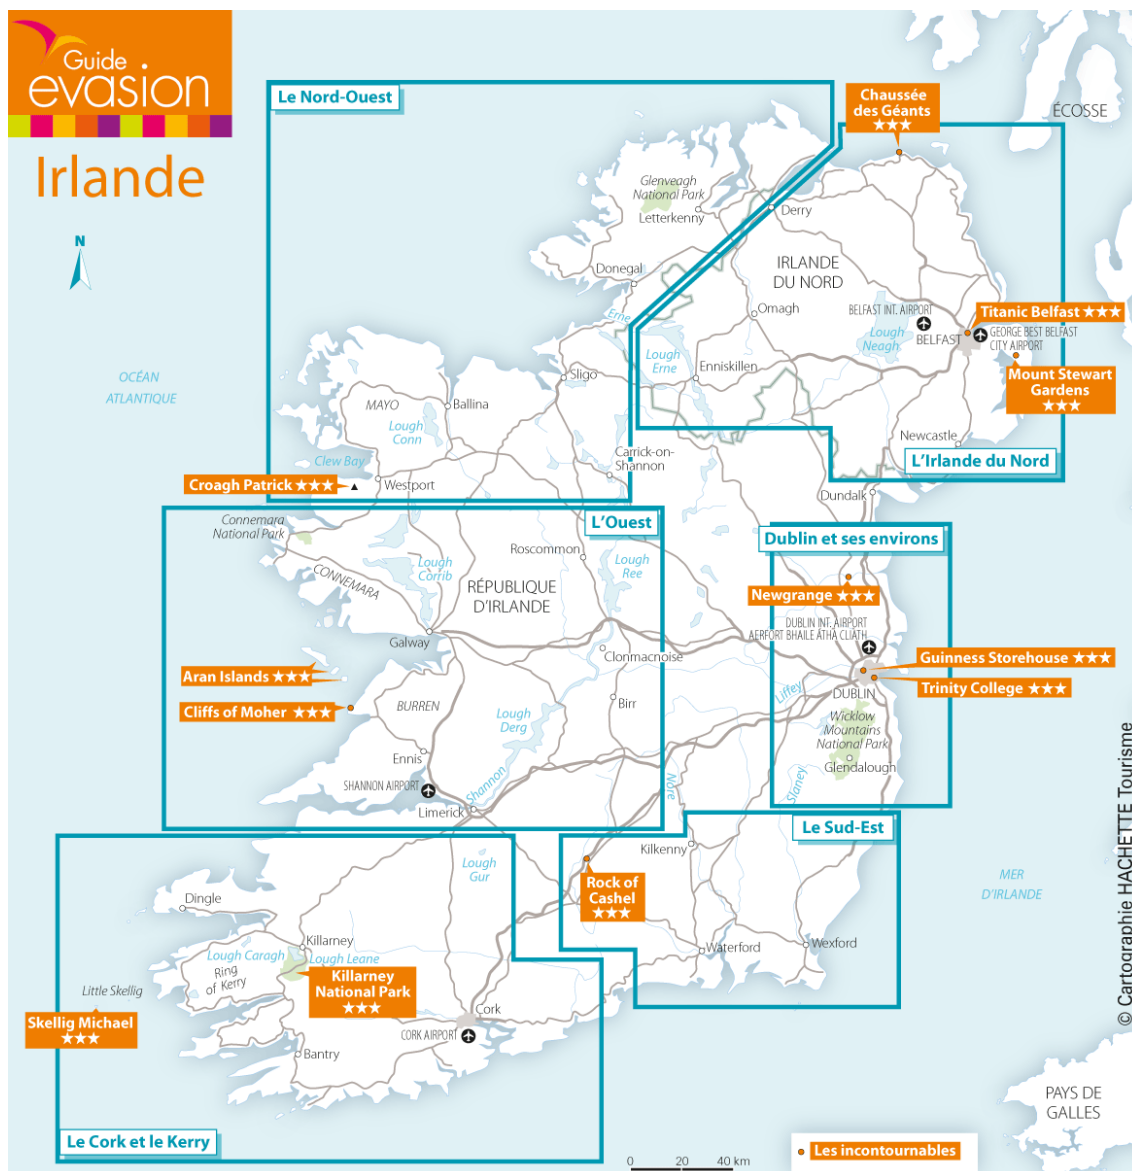 Guide
evasion
Irlande
N
Le Nord-Ouest
Chaussée
des Géants
★★★
ÉCOSSE
Glenveagh
National Park
Letterkenny
Derry
Donegal
IRLANDE
DU NORD
Erne
Omagh
BELFAST INT. AIRPORT
Titanic Belfast ★★★
Lough
Neagh
BELFAST
GEORGE BEST BELFAST
CITY AIRPORT
Lough
Erne
Enniskillen
Mount Stewart
Gardens
★★★
OCÉAN
ATLANTIQUE
Sligo
MAYO
Ballina
Lough
Conn
Newcastle
L'Irlande du Nord
Clew Bay
Carrick-on-
Shannon
Croagh Patrick ★★★
Westport
Dundalk
Connemara
National Park
L'Ouest
Dublin et ses environs
Roscommon
Lough
Corrib
Lough
Ree
CONNEMARA
RÉPUBLIQUE
D'IRLANDE
Newgrange ★★★
DUBLIN INT. AIRPORT
AERFORT BHAILE ÁTHA CLIATH
Galway
Clonmacnoise
Guinness Storehouse ★★★
Aran Islands ★★★
Trinity College ★★★
DUBLIN
Liffey
Cliffs of Moher ★★★
BURREN
Birr
Lough
Derg
Wicklow
Mountains
National Park
Ennis
Glendalough
SHANNON AIRPORT
Shannon
Nore
Slaney
Limerick
Le Sud-Est
Kilkenny
Lough
Gur
Rock of
Cashel
★★★
MER
D'IRLANDE
Dingle
Killarney
Waterford
Wexford
Lough Caragh
Lough Leane
Ring
of Kerry
Killarney
National Park
★★★
Little Skellig
Skellig Michael
★★★
Cork
CORK AIRPORT
Bantry
PAYS DE
GALLES
Le Cork et le Kerry
Les incontournables
0 20 40 km
© Cartographie HACHETTE Tourisme